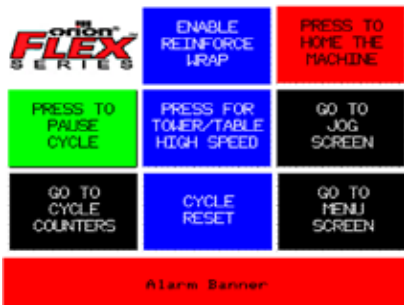 orion
FLEX
SERIES
ENABLE
REINFORCE
WRAP
PRESS TO
HOME THE
MACHINE
PRESS TO
PAUSE
CYCLE
PRESS FOR
TOWER/TABLE
HIGH SPEED
GO TO
JOG
SCREEN
GO TO
CYCLE
COUNTERS
CYCLE
RESET
GO TO
MENU
SCREEN
Alarm Banner